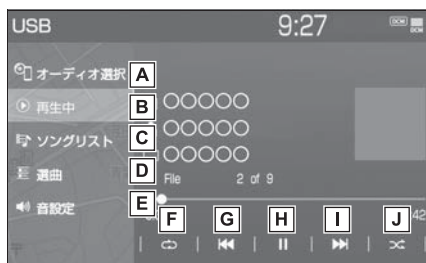 USB 9:27 DCM
オーディオ選択 A
再生中 B ○○○○○
ソングリスト C ○○○○○
○○○○○
選曲 D File 2 of 9
音設定 E
42
F G H I J